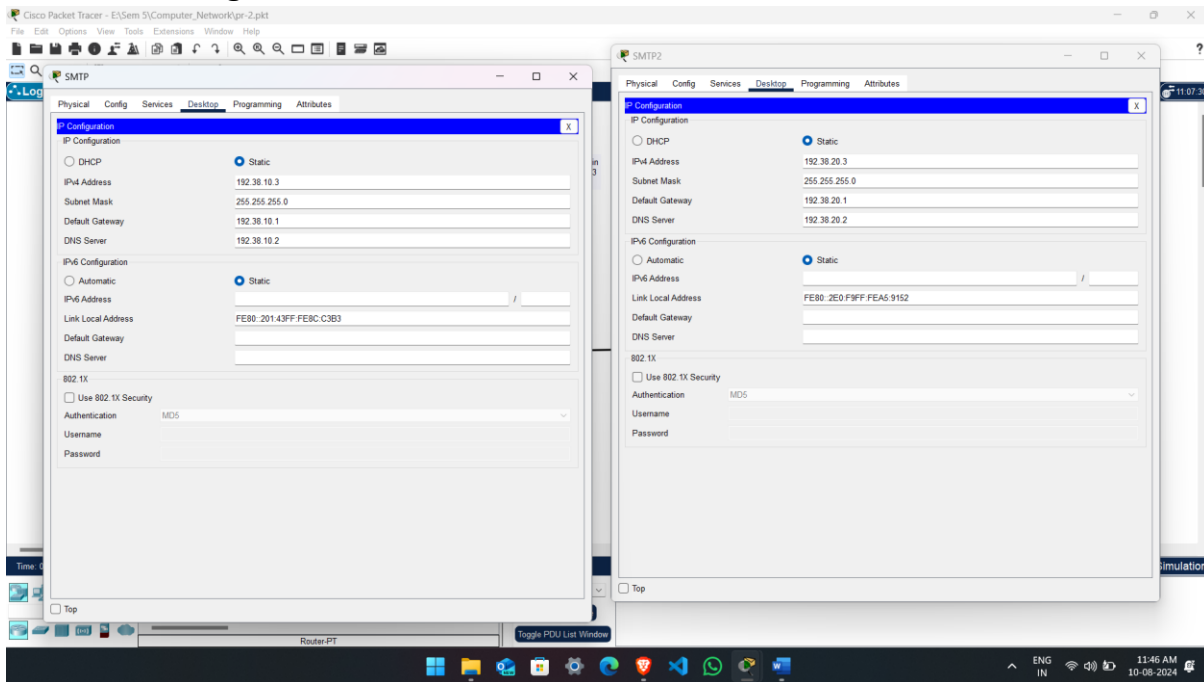 Cisco Packet Tracer - E:\Sem 5\Computer_Network\pr-2.pkt
File Edit Options View Tools Extensions Window Help
SMTP
Physical Config Services Desktop Programming Attributes
IP Configuration X
IP Configuration
DHCP Static
IPv4 Address 192.38.10.3
Subnet Mask 255.255.255.0
Default Gateway 192.38.10.1
DNS Server 192.38.10.2
IPv6 Configuration
Automatic Static
IPv6 Address /
Link Local Address FE80::201:43FF:FE8C:C3B3
Default Gateway
DNS Server
802.1X
Use 802.1X Security
Authentication MD5
Username
Password
Top
SMTP2
Physical Config Services Desktop Programming Attributes
IP Configuration X
IP Configuration
DHCP Static
IPv4 Address 192.38.20.3
Subnet Mask 255.255.255.0
Default Gateway 192.38.20.1
DNS Server 192.38.20.2
IPv6 Configuration
Automatic Static
IPv6 Address /
Link Local Address FE80::2E0:F9FF:FEA5:9152
Default Gateway
DNS Server
802.1X
Use 802.1X Security
Authentication MD5
Username
Password
Top
Time:
Router-PT
Toggle PDU List Window
ENG
IN
11:46 AM
10-08-2024